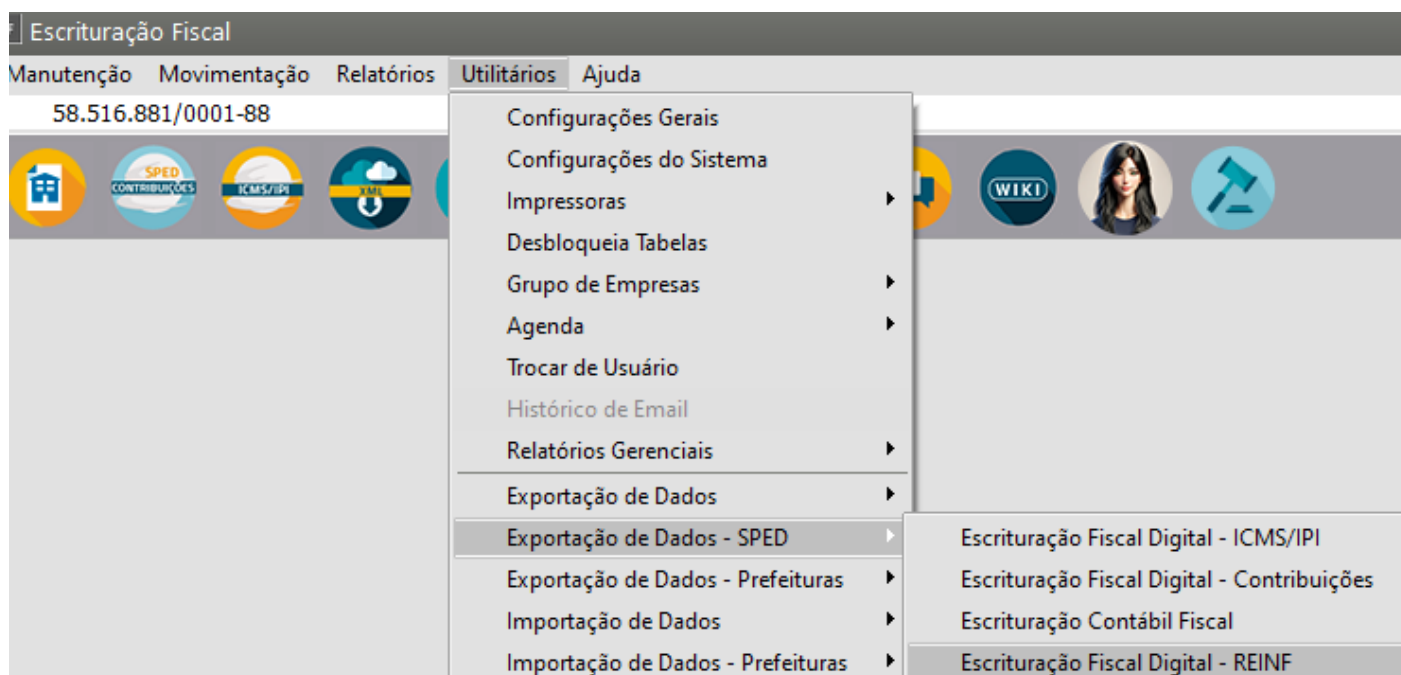 Escrituração Fiscal
Manutenção Movimentação Relatórios Utilitários Ajuda
58.516.881/0001-88
SPED
CONTRIBUIÇÕES
ICMS/IPI
XML
WIKI
Configurações Gerais
Configurações do Sistema
Impressoras
Desbloqueia Tabelas
Grupo de Empresas
Agenda
Trocar de Usuário
Histórico de Email
Relatórios Gerenciais
Exportação de Dados
Exportação de Dados - SPED
Exportação de Dados - Prefeituras
Importação de Dados
Importação de Dados - Prefeituras
Escrituração Fiscal Digital - ICMS/IPI
Escrituração Fiscal Digital - Contribuições
Escrituração Contábil Fiscal
Escrituração Fiscal Digital - REINF